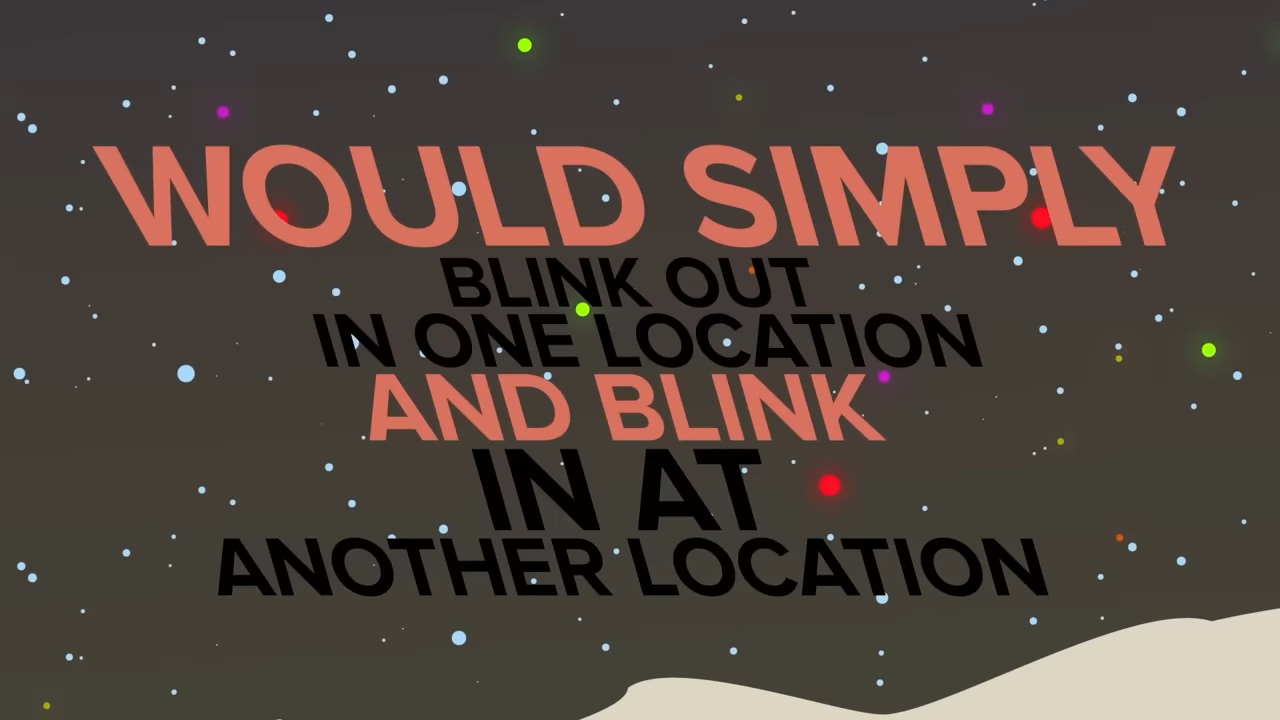 WOULD SIMPLY
BLINK OUT
IN ONE LOCATION
AND BLINK
IN AT
ANOTHER LOCATION